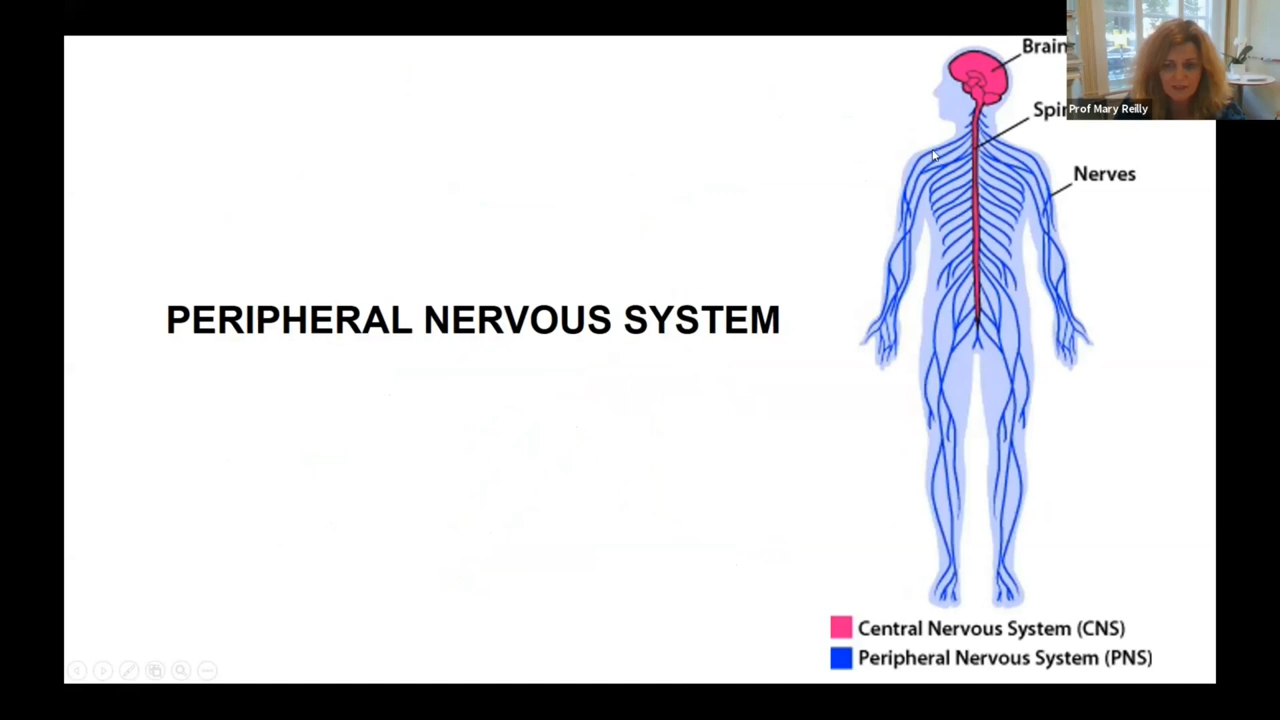 Brain
Prof Mary Reilly
Nerves
PERIPHERAL NERVOUS SYSTEM
Central Nervous System (CNS)
Peripheral Nervous System (PNS)